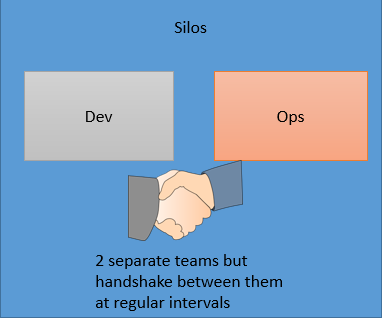 Silos
Dev
Ops
2 separate teams but
handshake between them
at regular intervals